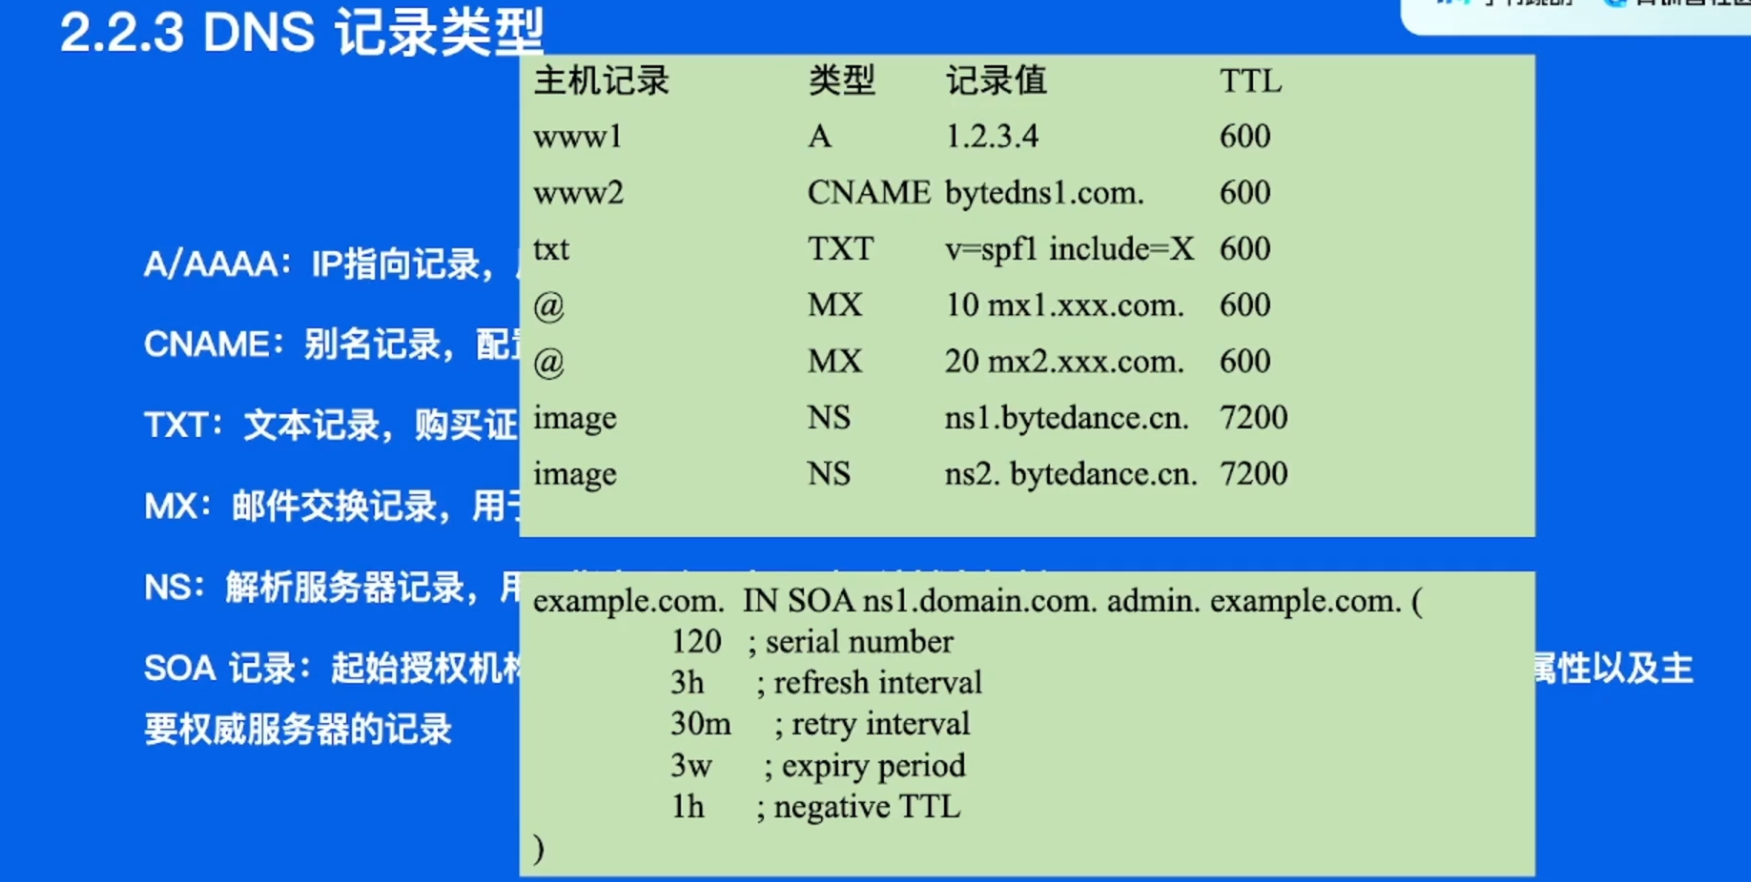 2.2.3 DNS 记录类型
主机记录 类型 记录值 TTL
www1 A 1.2.3.4 600
www2 CNAME bytedns1.com. 600
txt TXT v=spf1 include=X 600
@ MX 10 mx1.xxx.com. 600
@ MX 20 mx2.xxx.com. 600
image NS ns1.bytedance.cn. 7200
image NS ns2. bytedance.cn. 7200
A/AAAA：IP指向记录，
CNAME：别名记录，配
TXT：文本记录，购买证
MX：邮件交换记录，用
NS：解析服务器记录，
SOA 记录：起始授权机 属性以及主
要权威服务器的记录
example.com. IN SOA ns1.domain.com. admin. example.com. (
120 ; serial number
3h ; refresh interval
30m ; retry interval
3w ; expiry period
1h ; negative TTL
)